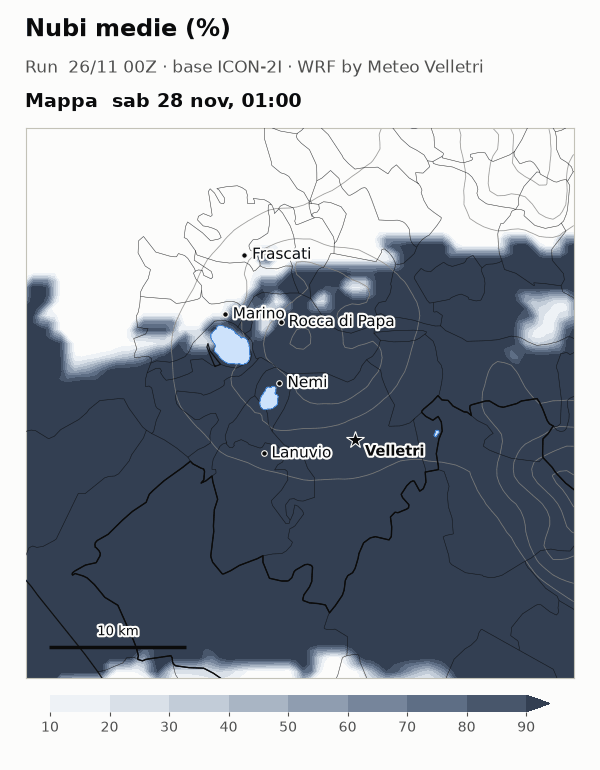 Nubi medie (%)
Run 26/11 00Z · base ICON-2I · WRF by Meteo Velletri
Mappa sab 28 nov, 01:00
Frascati
Marino
Rocca di Papa
Nemi
Velletri
Lanuvio
10 km
10 20 30 40 50 60 70 80 90